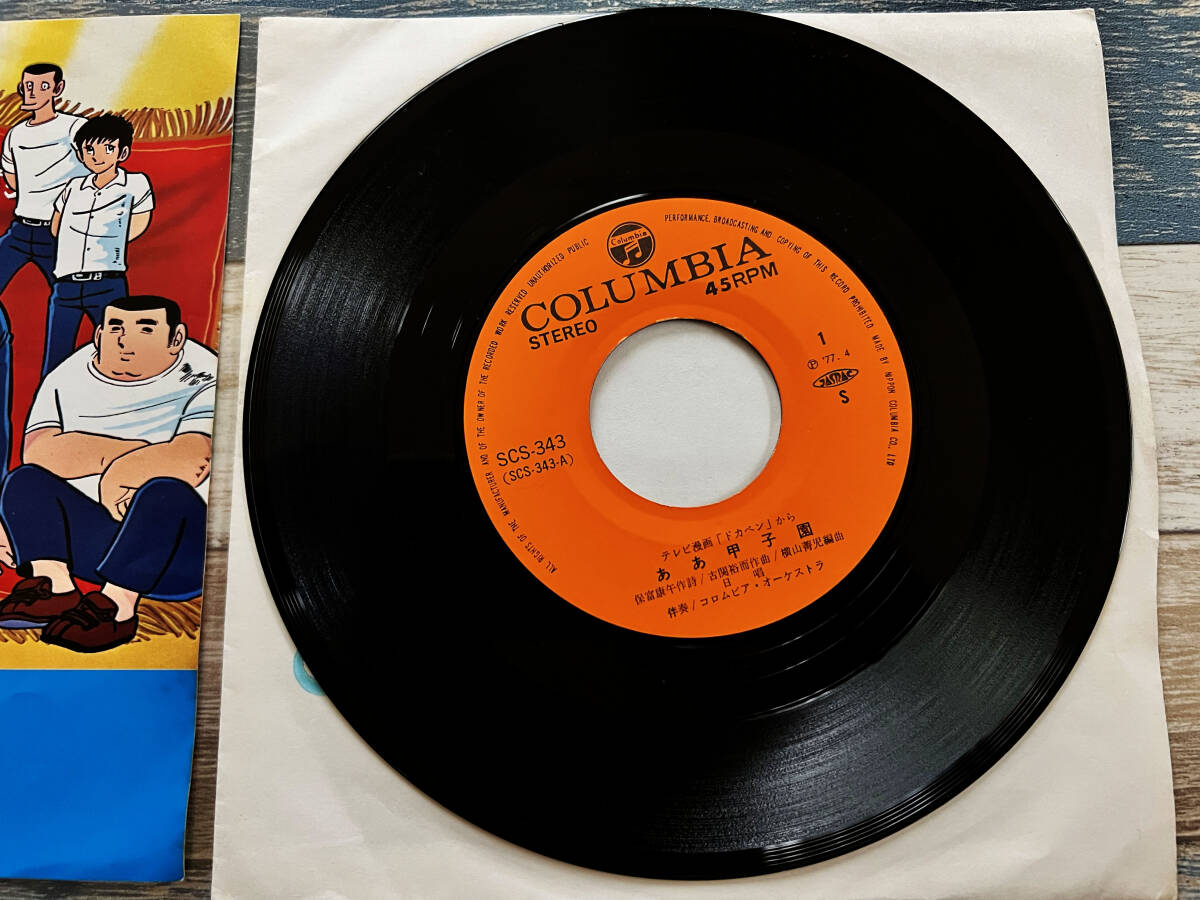 Columbia
COLUMBIA
STEREO
45RPM
1
Ⓟ '77.4
JASRAC
S
SCS-343
(SCS-343-A)
テレビ漫画「ドカベン」から
ああ甲子園
保富康午作詩/古関裕而作曲/横山菁児編曲
日唱
伴奏/コロムビア・オーケストラ
ALL RIGHTS OF THE MANUFACTURER AND OF THE OWNER OF THE RECORDED WORK RESERVED UNAUTHORIZED PUBLIC PERFORMANCE, BROADCASTING AND COPYING OF THIS RECORD PROHIBITED MADE BY NIPPON COLUMBIA CO., LTD